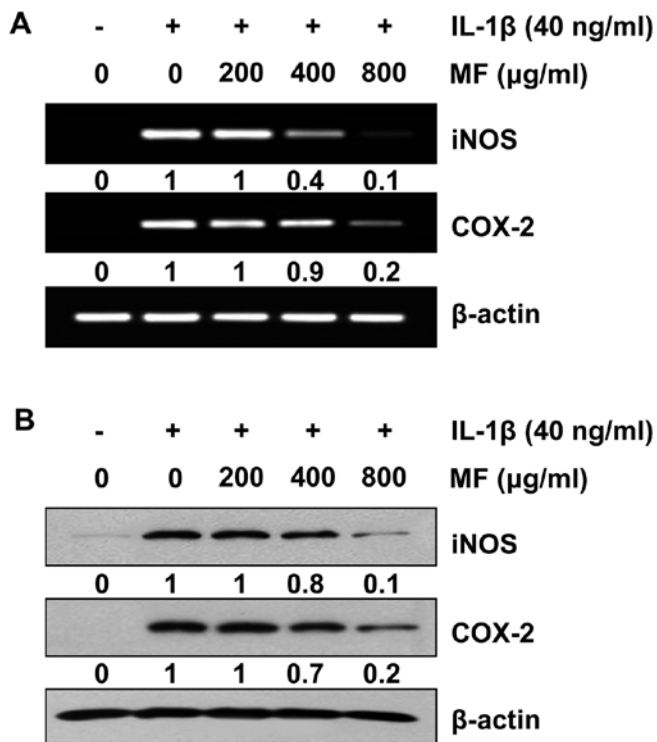 A - + + + + IL-1β (40 ng/ml)
0 0 200 400 800 MF (μg/ml)
iNOS
0 1 1 0.4 0.1
COX-2
0 1 1 0.9 0.2
β-actin
B - + + + + IL-1β (40 ng/ml)
0 0 200 400 800 MF (μg/ml)
iNOS
0 1 1 0.8 0.1
COX-2
0 1 1 0.7 0.2
β-actin